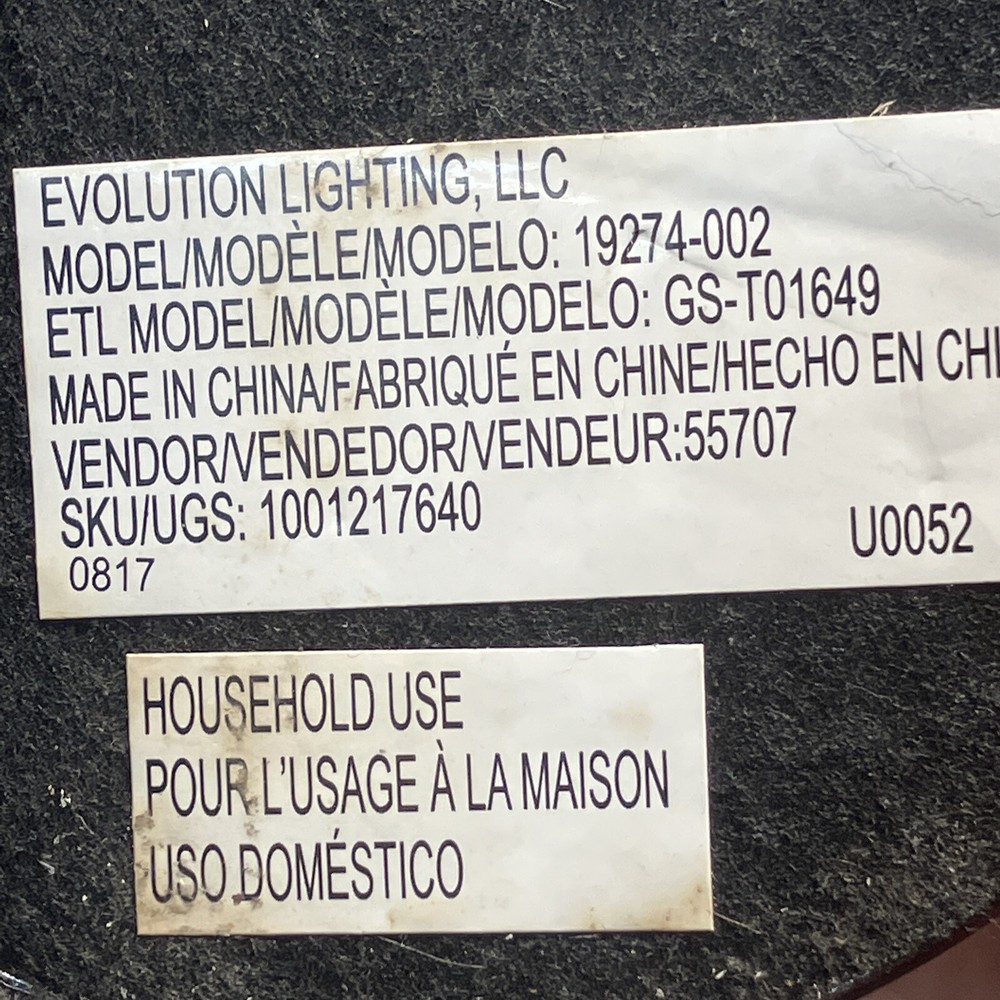 EVOLUTION LIGHTING, LLC
MODEL/MODÈLE/MODELO: 19274-002
ETL MODEL/MODÈLE/MODELO: GS-T01649
MADE IN CHINA/FABRIQUÉ EN CHINE/HECHO EN CHI
VENDOR/VENDEDOR/VENDEUR:55707
SKU/UGS: 1001217640
0817
U0052
HOUSEHOLD USE
POUR L'USAGE À LA MAISON
USO DOMÉSTICO